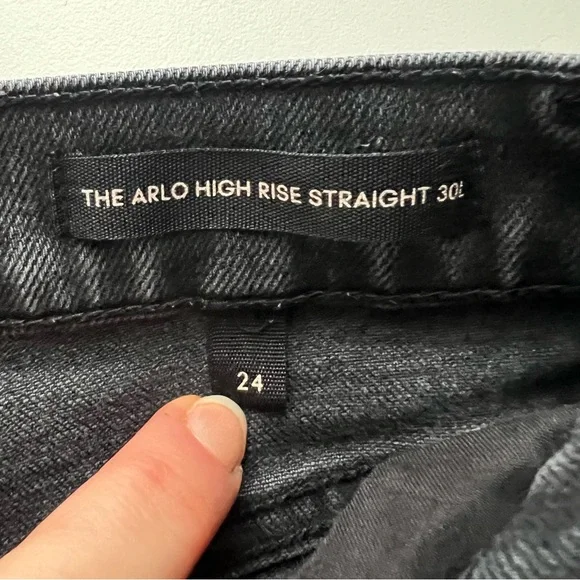 THE ARLO HIGH RISE STRAIGHT 30L
24